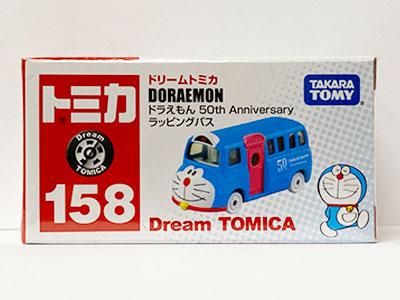 トミカ
Dream
TOMICA
158
ドリームトミカ
DORAEMON
ドラえもん 50th Anniversary
ラッピングバス
TAKARA
TOMY
50
Dream TOMICA